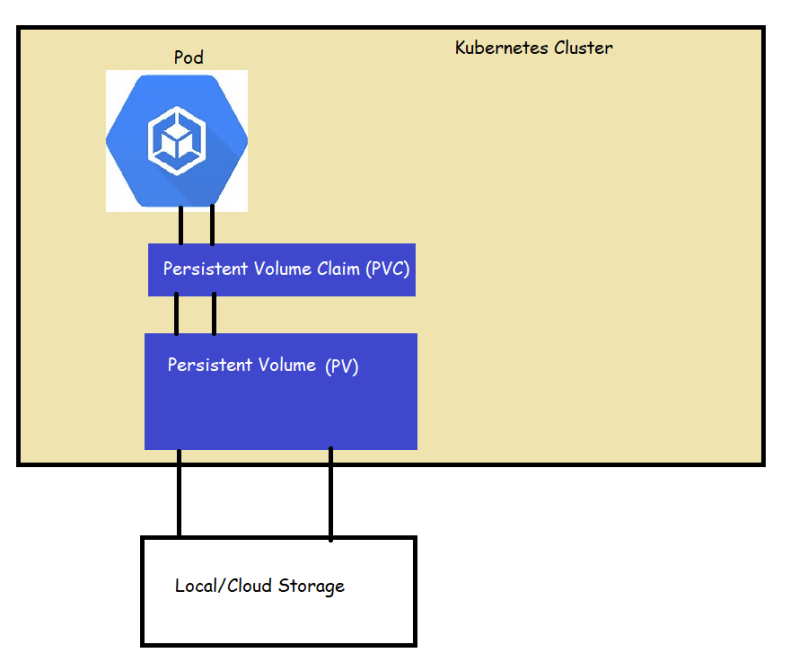 Pod
Kubernetes Cluster
Persistent Volume Claim (PVC)
Persistent Volume (PV)
Local/Cloud Storage